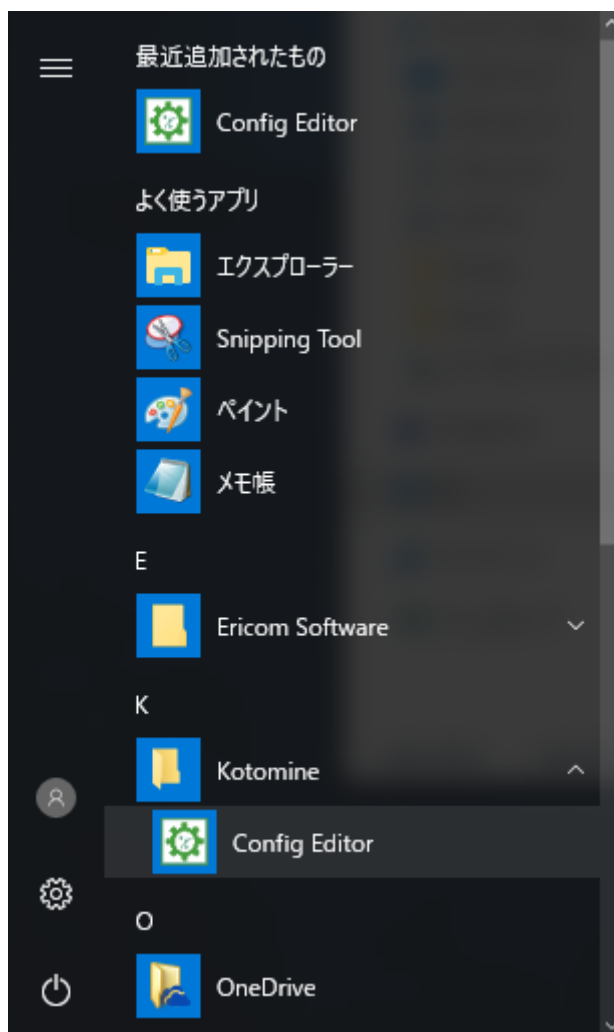 最近追加されたもの
Config Editor
よく使うアプリ
エクスプローラー
Snipping Tool
ペイント
メモ帳
E
Ericom Software
K
Kotomine
Config Editor
O
OneDrive